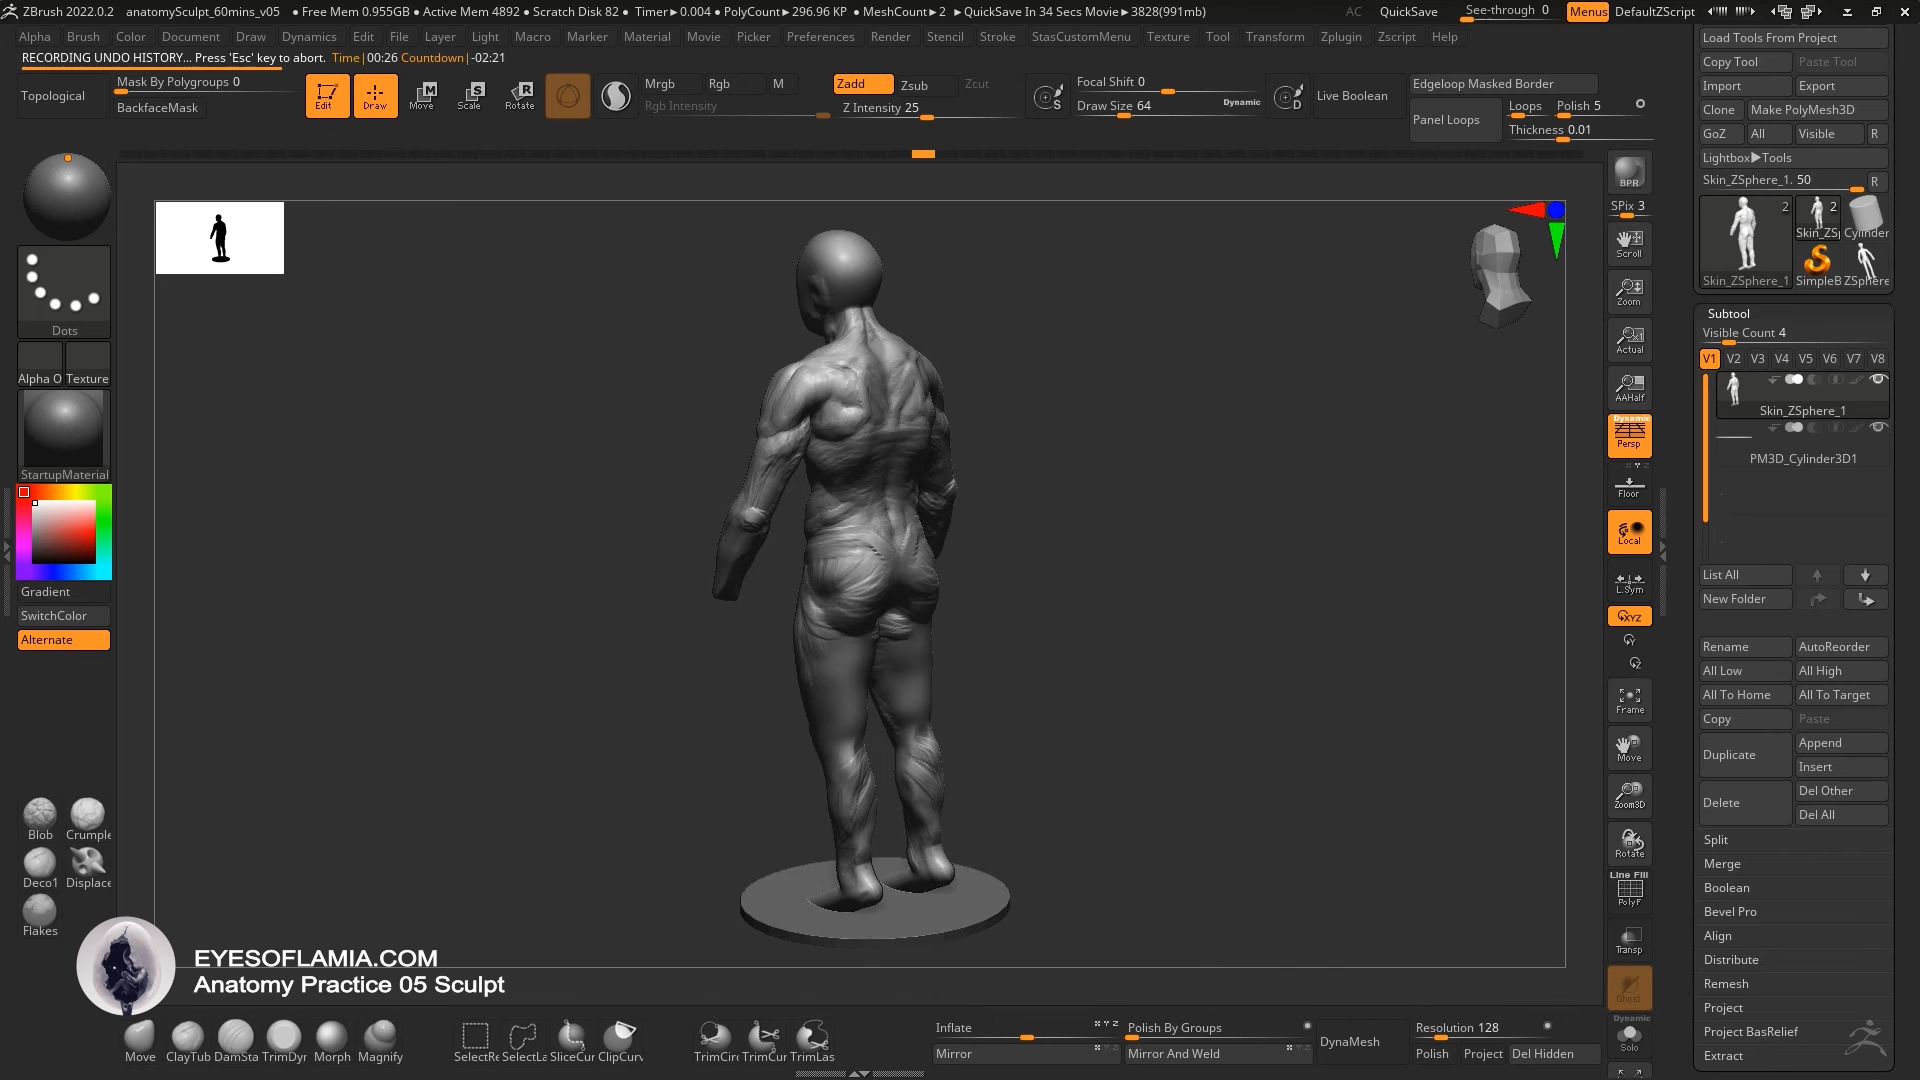 ZBrush 2022.0.2 anatomySculpt_60mins_v05 ● Free Mem 0.955GB ● Active Mem 4892 ● Scratch Disk 82 ● Timer►0.004 ● PolyCount►296.96 KP ● MeshCount►2 ►QuickSave In 34 Secs Movie►3828(991mb) AC QuickSave See-through 0 Menus DefaultZScript
Alpha Brush Color Document Draw Dynamics Edit File Layer Light Macro Marker Material Movie Picker Preferences Render Stencil Stroke StasCustomMenu Texture Tool Transform Zplugin Zscript Help
RECORDING UNDO HISTORY... Press 'Esc' key to abort. Time|00:26 Countdown|-02:21
Topological
Mask By Polygroups 0
BackfaceMask
Edit Draw Move Scale Rotate
Mrgb Rgb M
Rgb Intensity
Zadd Zsub Zcut
Z Intensity 25
S
Focal Shift 0
Draw Size 64 Dynamic
D
Live Boolean
Edgeloop Masked Border
Panel Loops
Loops Polish 5
Thickness 0.01
Load Tools From Project
Copy Tool Paste Tool
Import Export
Clone Make PolyMesh3D
GoZ All Visible R
Lightbox►Tools
Skin_ZSphere_1. 50 R
2 2
Skin_ZS Cylinder
Skin_ZSphere_1 SimpleB ZSphere
Subtool
Visible Count 4
V1 V2 V3 V4 V5 V6 V7 V8
Skin_ZSphere_1
PM3D_Cylinder3D1
List All
New Folder
Rename AutoReorder
All Low All High
All To Home All To Target
Copy Paste
Duplicate Append
Insert
Delete Del Other
Del All
Split
Merge
Boolean
Bevel Pro
Align
Distribute
Remesh
Project
Project BasRelief
Extract
Dots
Alpha O Texture
StartupMaterial
Gradient
SwitchColor
Alternate
Blob Crumple
Deco1 Displace
Flakes
BPR
SPix 3
Scroll
Zoom
Actual
AAHalf
Dynamic
Persp
Floor
Local
L.Sym
XYZ
Y
Z
Frame
Move
Zoom3D
Rotate
Line Fill
PolyF
Transp
Ghost
Dynamic
Solo
EYESOFLAMIA.COM
Anatomy Practice 05 Sculpt
Move ClayTub DamSta TrimDyn Morph Magnify SelectRe SelectLa SliceCur ClipCurv TrimCirc TrimCur TrimLas
Inflate
Mirror
Polish By Groups
Mirror And Weld
DynaMesh
Resolution 128
Polish Project Del Hidden